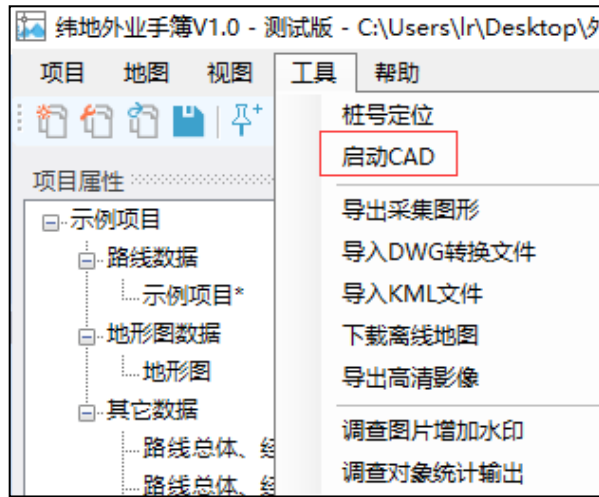 纬地外业手簿V1.0 - 测试版 - C:\Users\lr\Desktop\
项目 地图 视图 工具 帮助
项目属性
示例项目
路线数据
示例项目*
地形图数据
地形图
其它数据
路线总体、
路线总体、
桩号定位
启动CAD
导出采集图形
导入DWG转换文件
导入KML文件
下载离线地图
导出高清影像
调查图片增加水印
调查对象统计输出